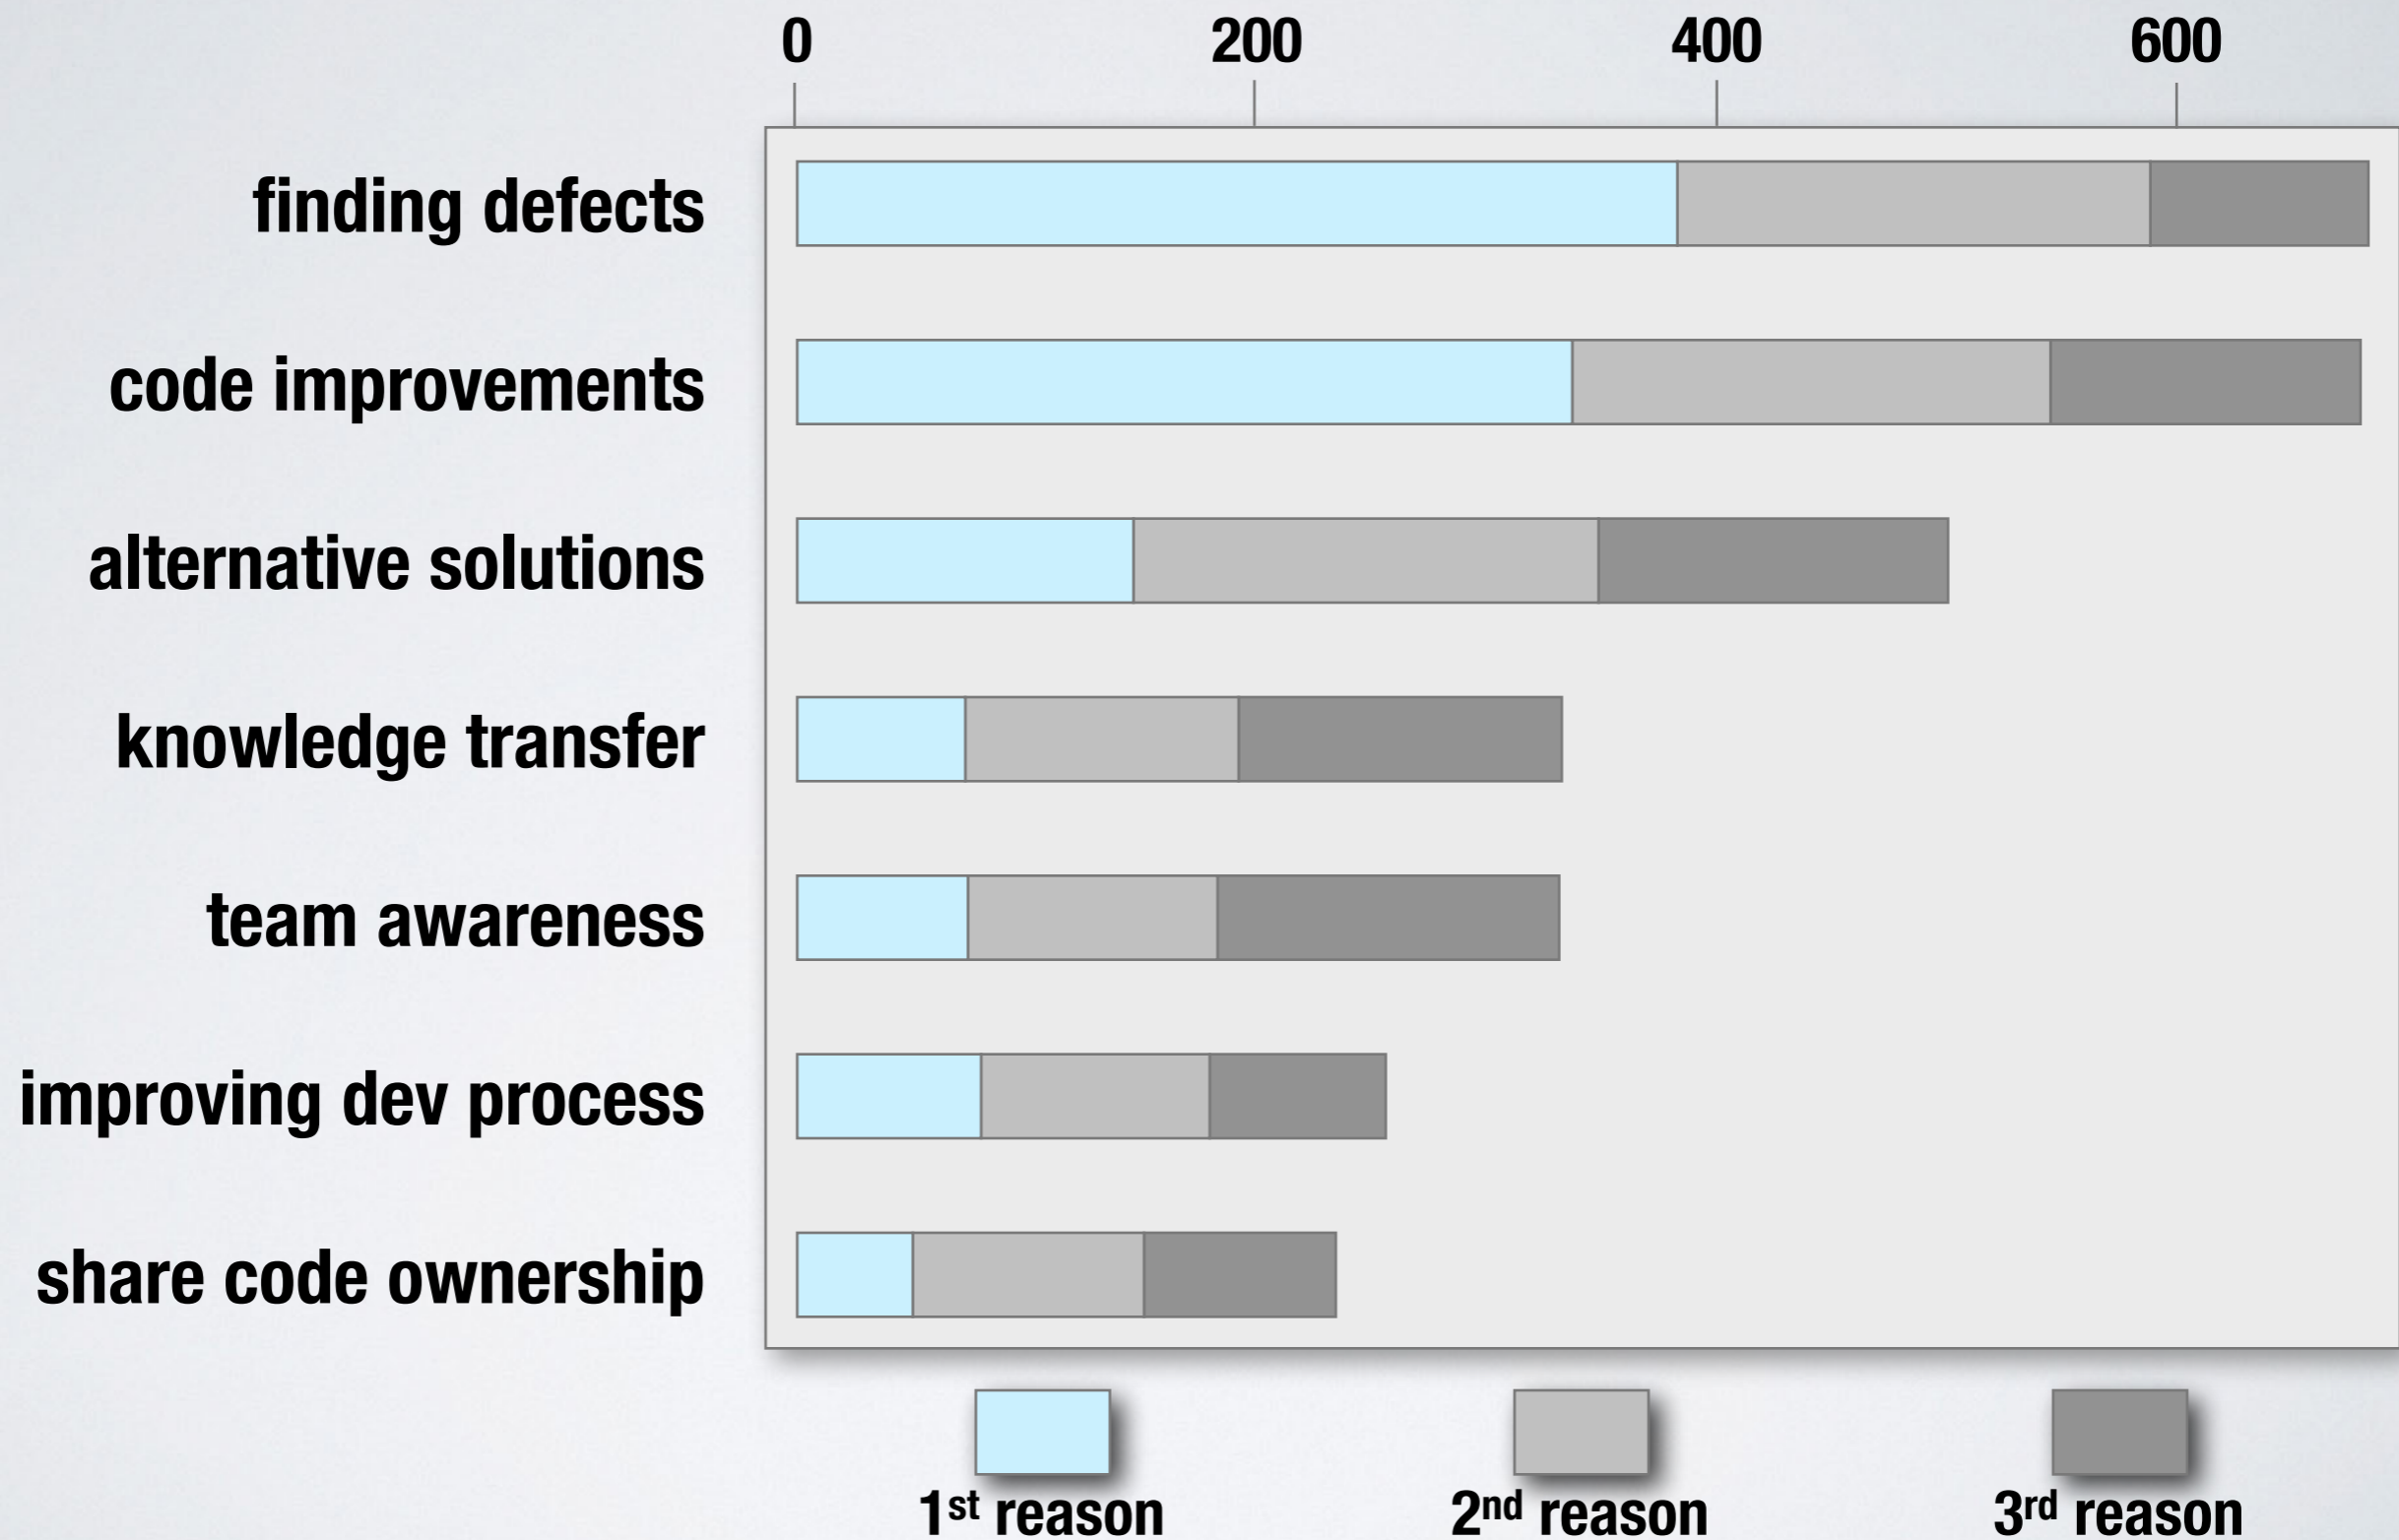 0 200 400 600
finding defects
code improvements
alternative solutions
knowledge transfer
team awareness
improving dev process
share code ownership
1st reason 2nd reason 3rd reason